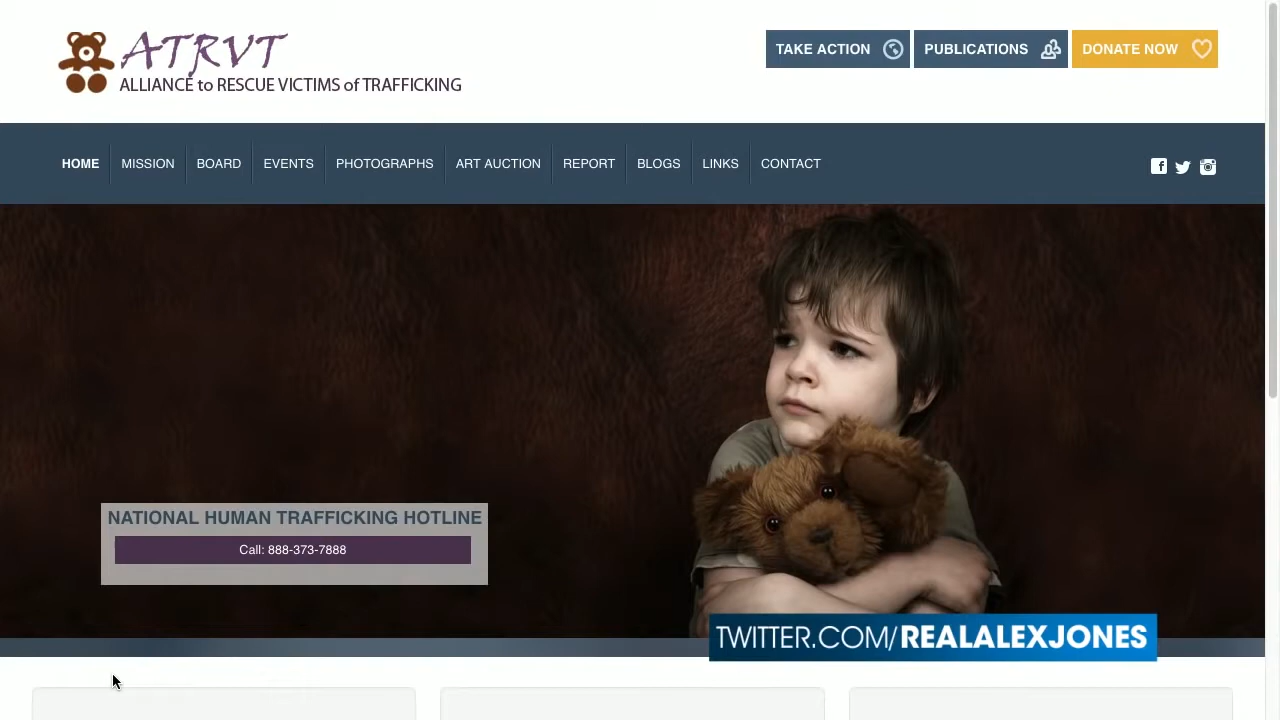 ATRVT
ALLIANCE to RESCUE VICTIMS of TRAFFICKING
TAKE ACTION
PUBLICATIONS
DONATE NOW
HOME
MISSION
BOARD
EVENTS
PHOTOGRAPHS
ART AUCTION
REPORT
BLOGS
LINKS
CONTACT
NATIONAL HUMAN TRAFFICKING HOTLINE
Call: 888-373-7888
TWITTER.COM/REALALEXJONES